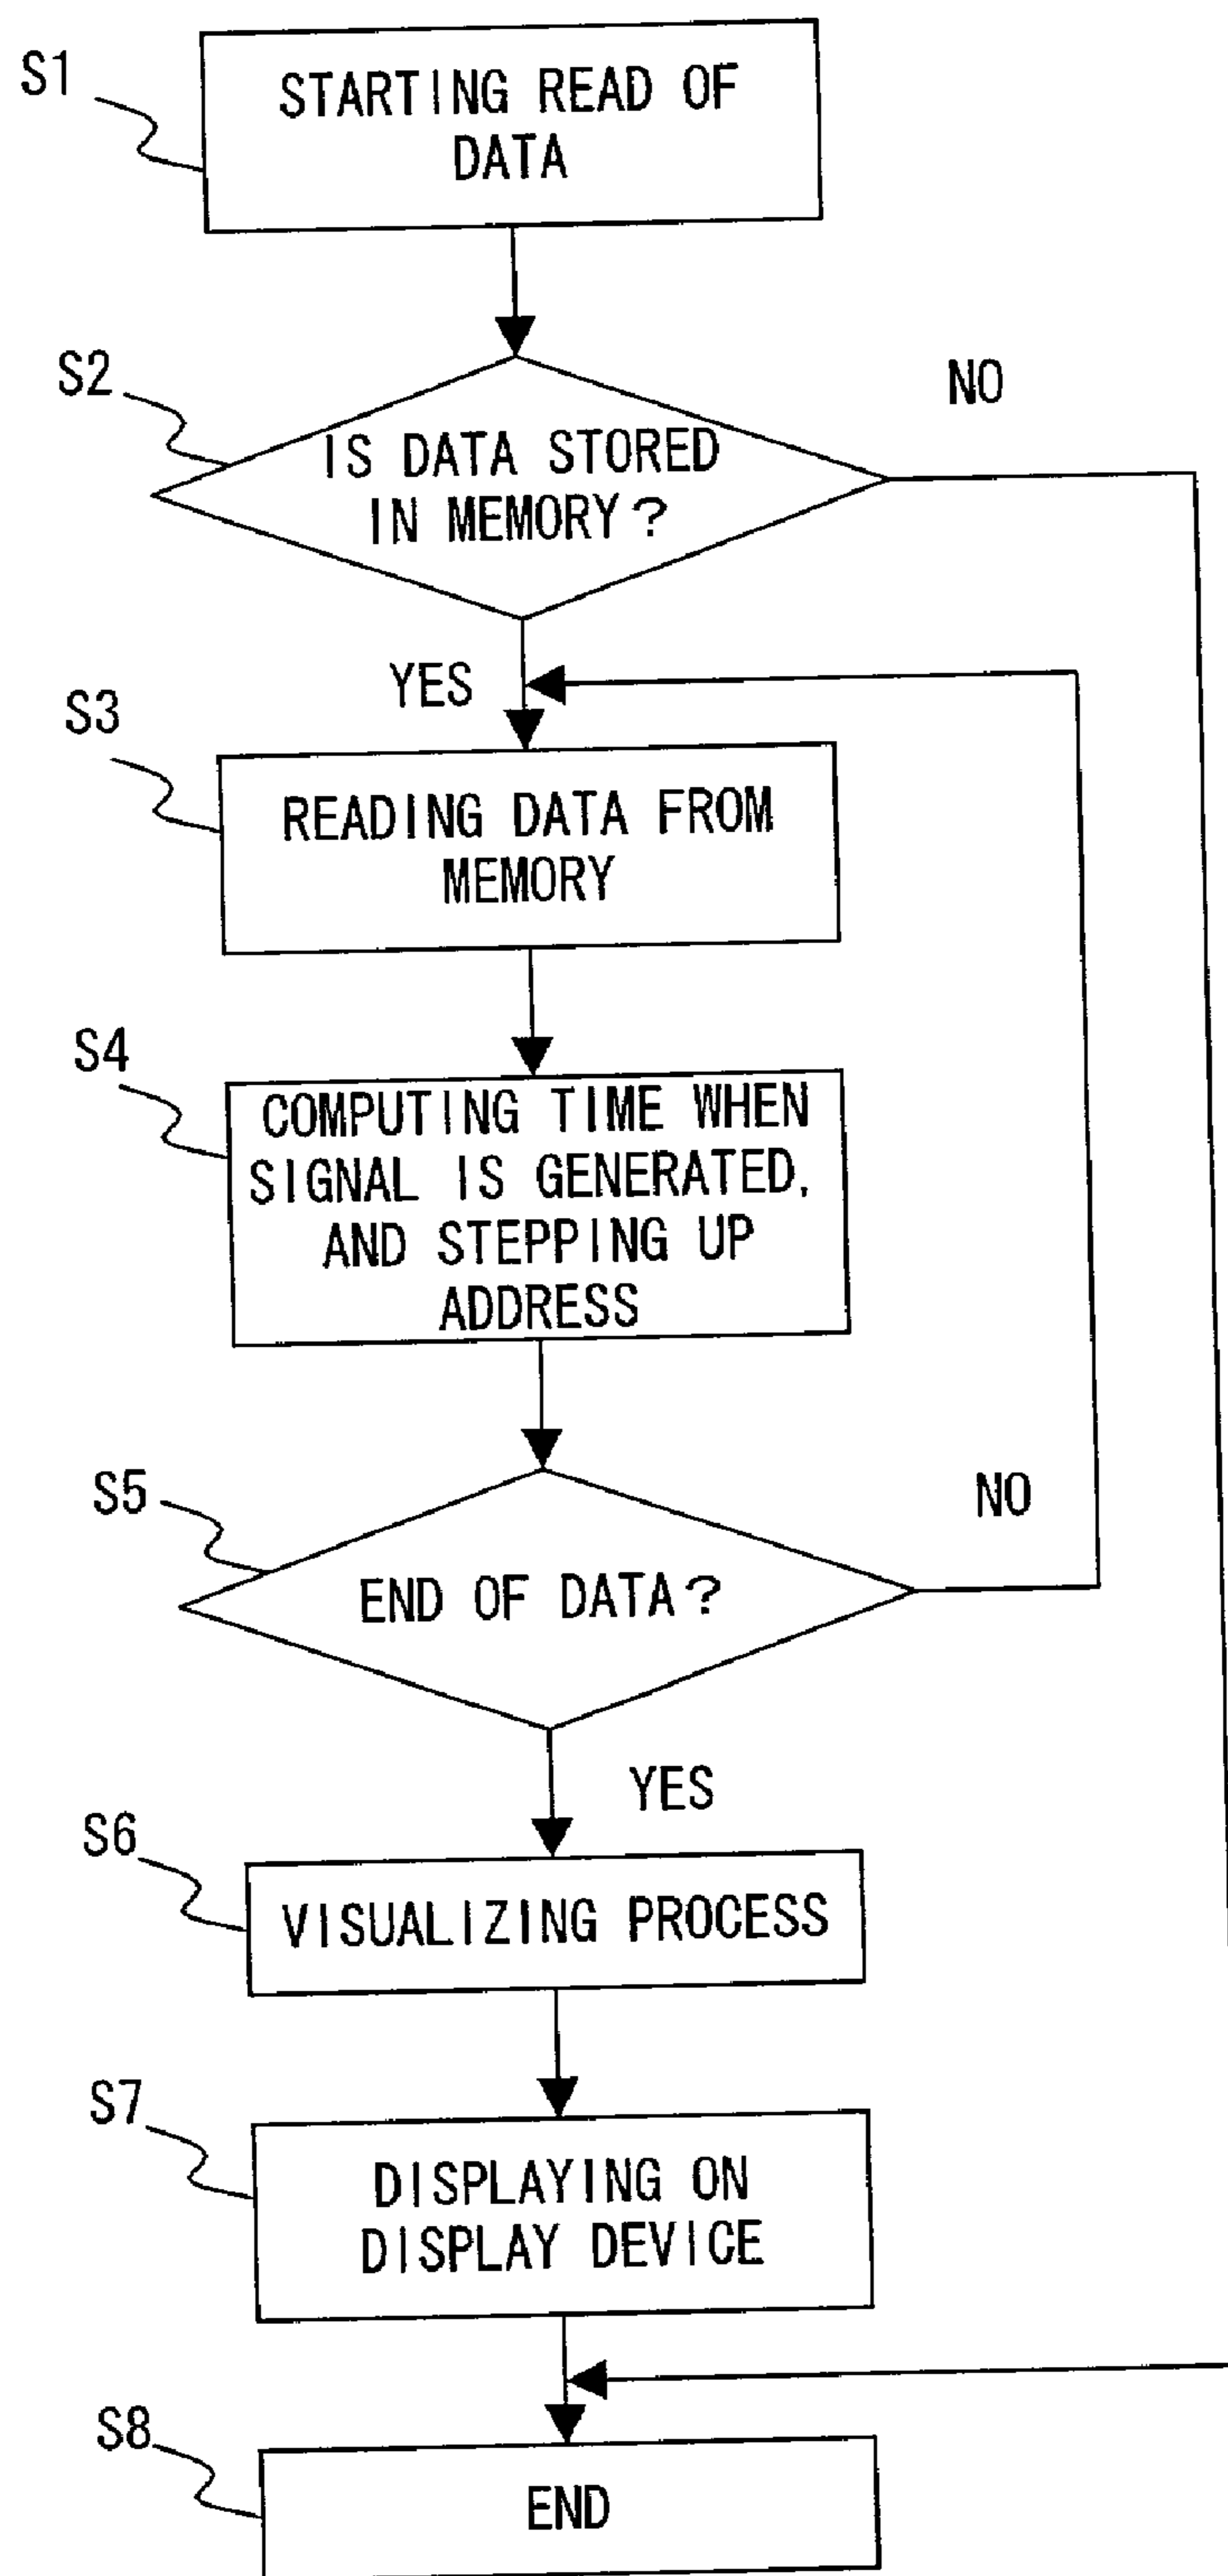 S1
STARTING READ OF
DATA
S2
NO
IS DATA STORED
IN MEMORY?
YES
S3
READING DATA FROM
MEMORY
S4
COMPUTING TIME WHEN
SIGNAL IS GENERATED,
AND STEPPING UP
ADDRESS
S5
NO
END OF DATA?
YES
S6
VISUALIZING PROCESS
S7
DISPLAYING ON
DISPLAY DEVICE
S8
END